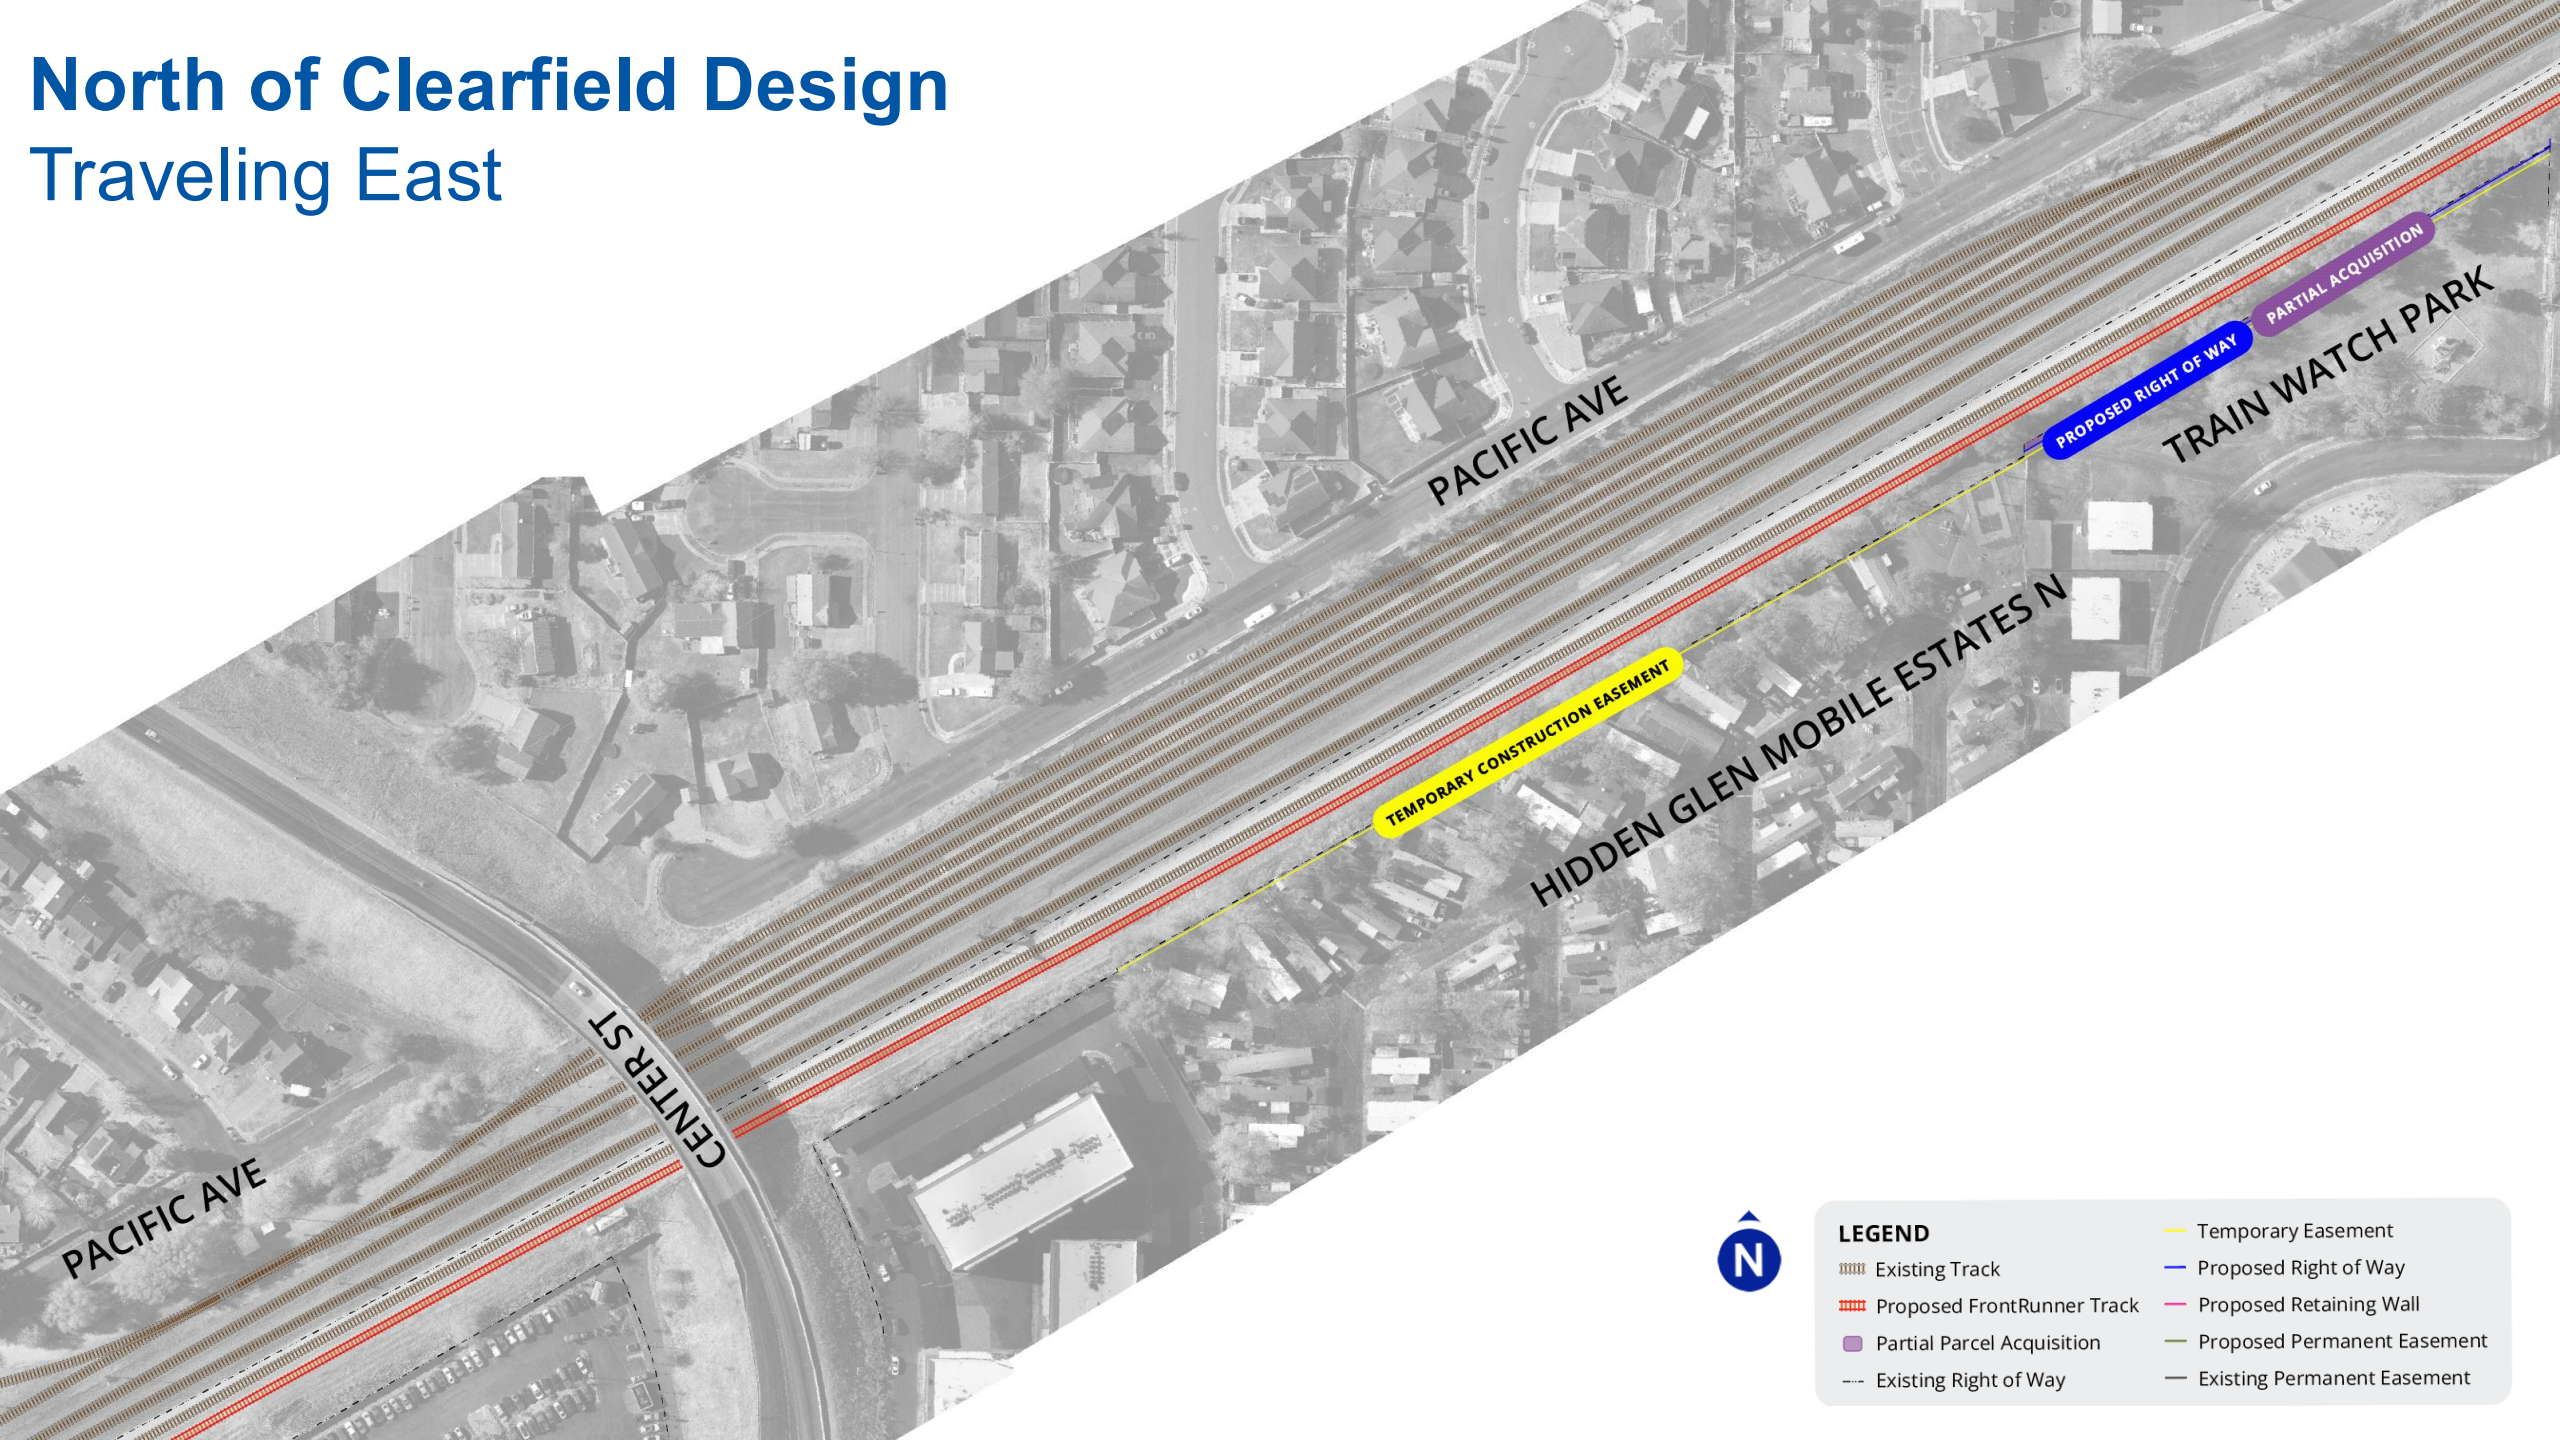 North of Clearfield Design
Traveling East
PACIFIC AVE
PARTIAL ACQUISITION
PROPOSED RIGHT OF WAY
TRAIN WATCH PARK
TEMPORARY CONSTRUCTION EASEMENT
HIDDEN GLEN MOBILE ESTATES N
CENTER ST
PACIFIC AVE
N
LEGEND
Existing Track
Proposed FrontRunner Track
Partial Parcel Acquisition
Existing Right of Way
Temporary Easement
Proposed Right of Way
Proposed Retaining Wall
Proposed Permanent Easement
Existing Permanent Easement